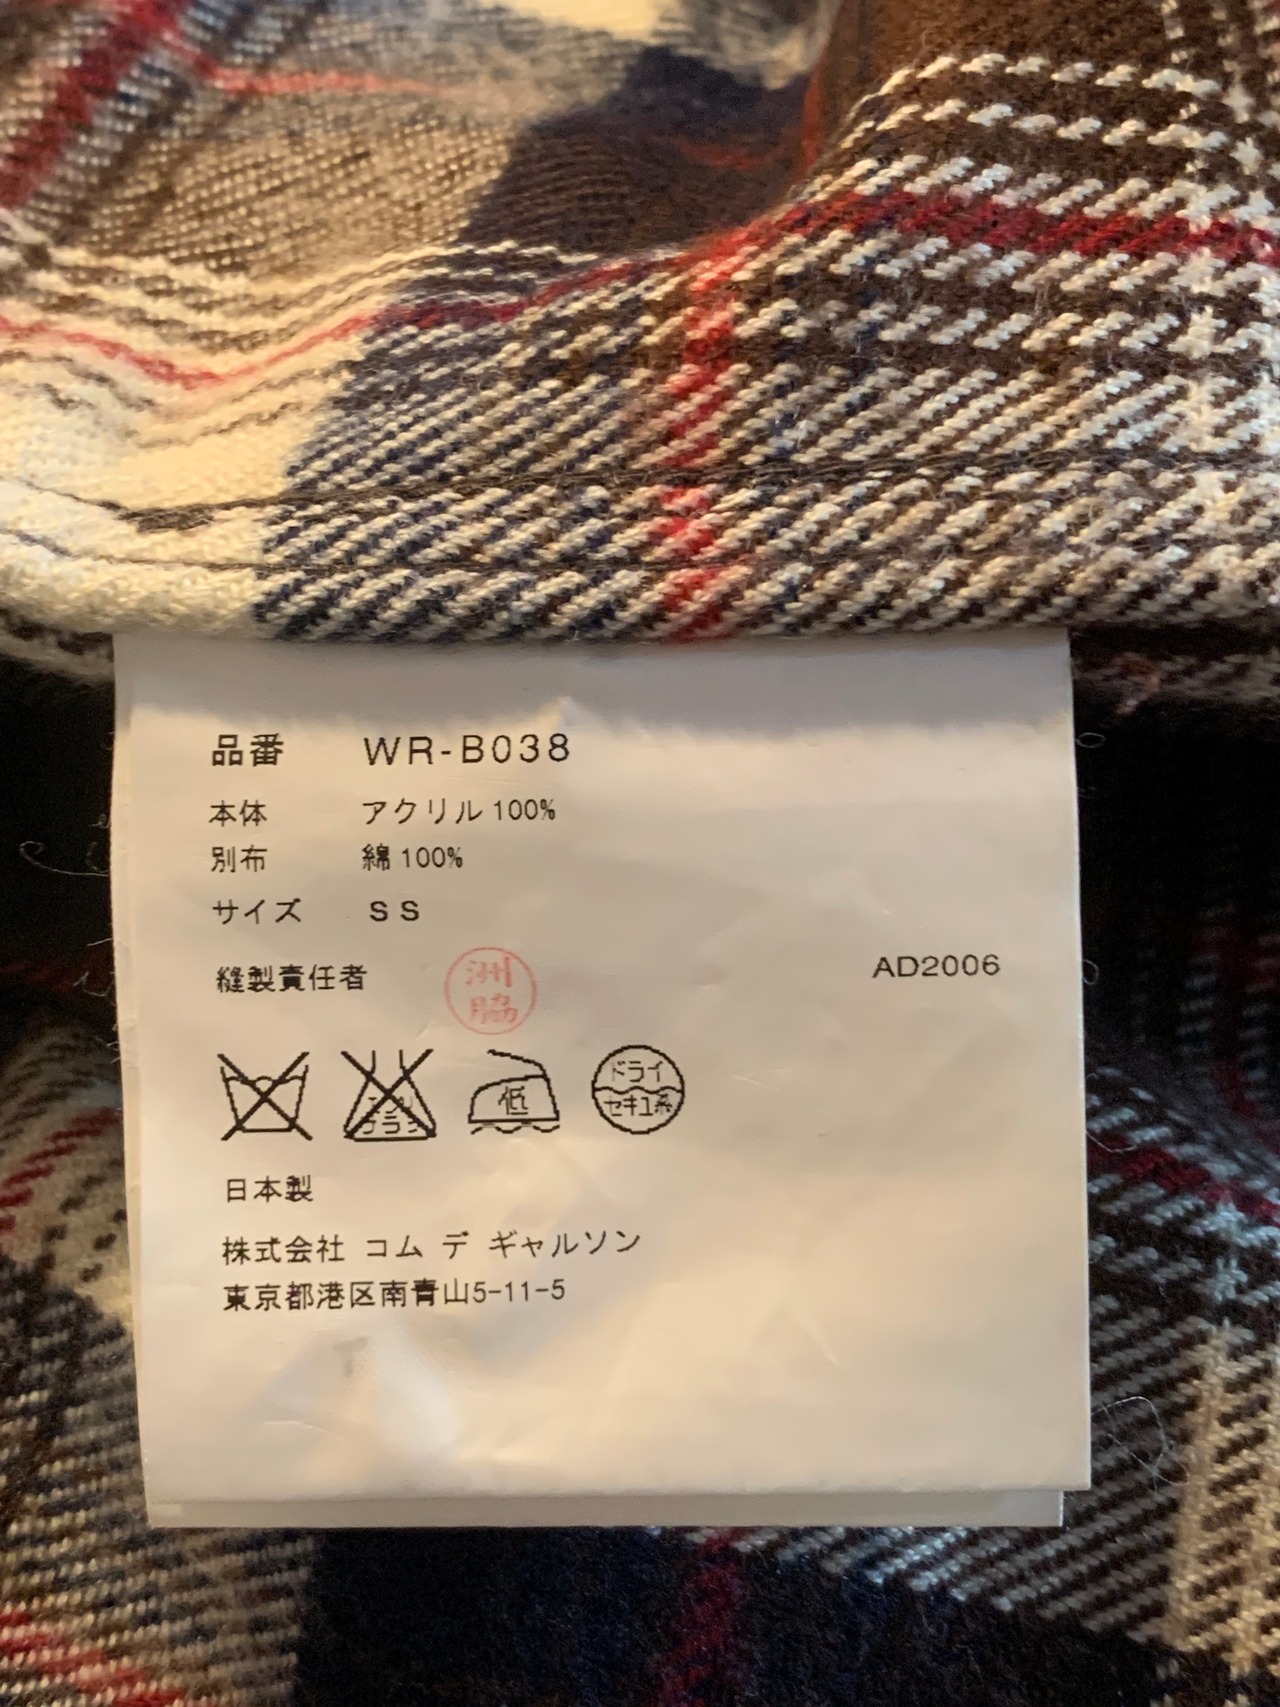 品番 WR-B038
本体 アクリル100%
別布 綿100%
サイズ SS
縫製責任者 洲脇
AD2006
低
ドライ
セキユ系
日本製
株式会社 コム デ ギャルソン
東京都港区南青山5-11-5